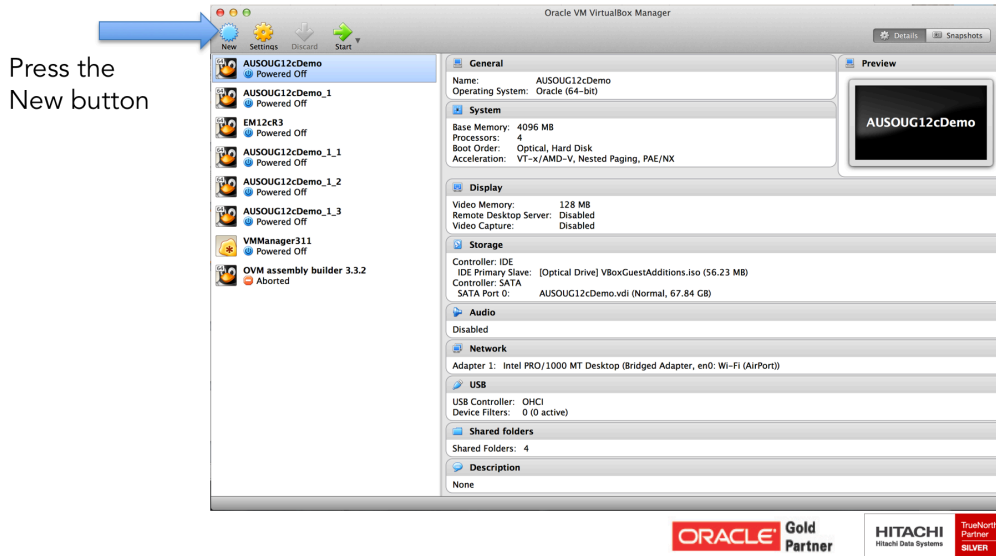 Press the
New button
Oracle VM VirtualBox Manager
New Settings Discard Start
Details Snapshots
64 AUSOUG12cDemo
Powered Off
64 AUSOUG12cDemo_1
Powered Off
64 EM12cR3
Powered Off
64 AUSOUG12cDemo_1_1
Powered Off
64 AUSOUG12cDemo_1_2
Powered Off
64 AUSOUG12cDemo_1_3
Powered Off
VMManager311
Powered Off
64 OVM assembly builder 3.3.2
Aborted
General
Name: AUSOUG12cDemo
Operating System: Oracle (64-bit)
System
Base Memory: 4096 MB
Processors: 4
Boot Order: Optical, Hard Disk
Acceleration: VT-x/AMD-V, Nested Paging, PAE/NX
Preview
AUSOUG12cDemo
Display
Video Memory: 128 MB
Remote Desktop Server: Disabled
Video Capture: Disabled
Storage
Controller: IDE
IDE Primary Slave: [Optical Drive] VBoxGuestAdditions.iso (56.23 MB)
Controller: SATA
SATA Port 0: AUSOUG12cDemo.vdi (Normal, 67.84 GB)
Audio
Disabled
Network
Adapter 1: Intel PRO/1000 MT Desktop (Bridged Adapter, en0: Wi-Fi (AirPort))
USB
USB Controller: OHCI
Device Filters: 0 (0 active)
Shared folders
Shared Folders: 4
Description
None
ORACLE Gold
Partner
HITACHI
Hitachi Data Systems
TrueNorth
Partner
SILVER